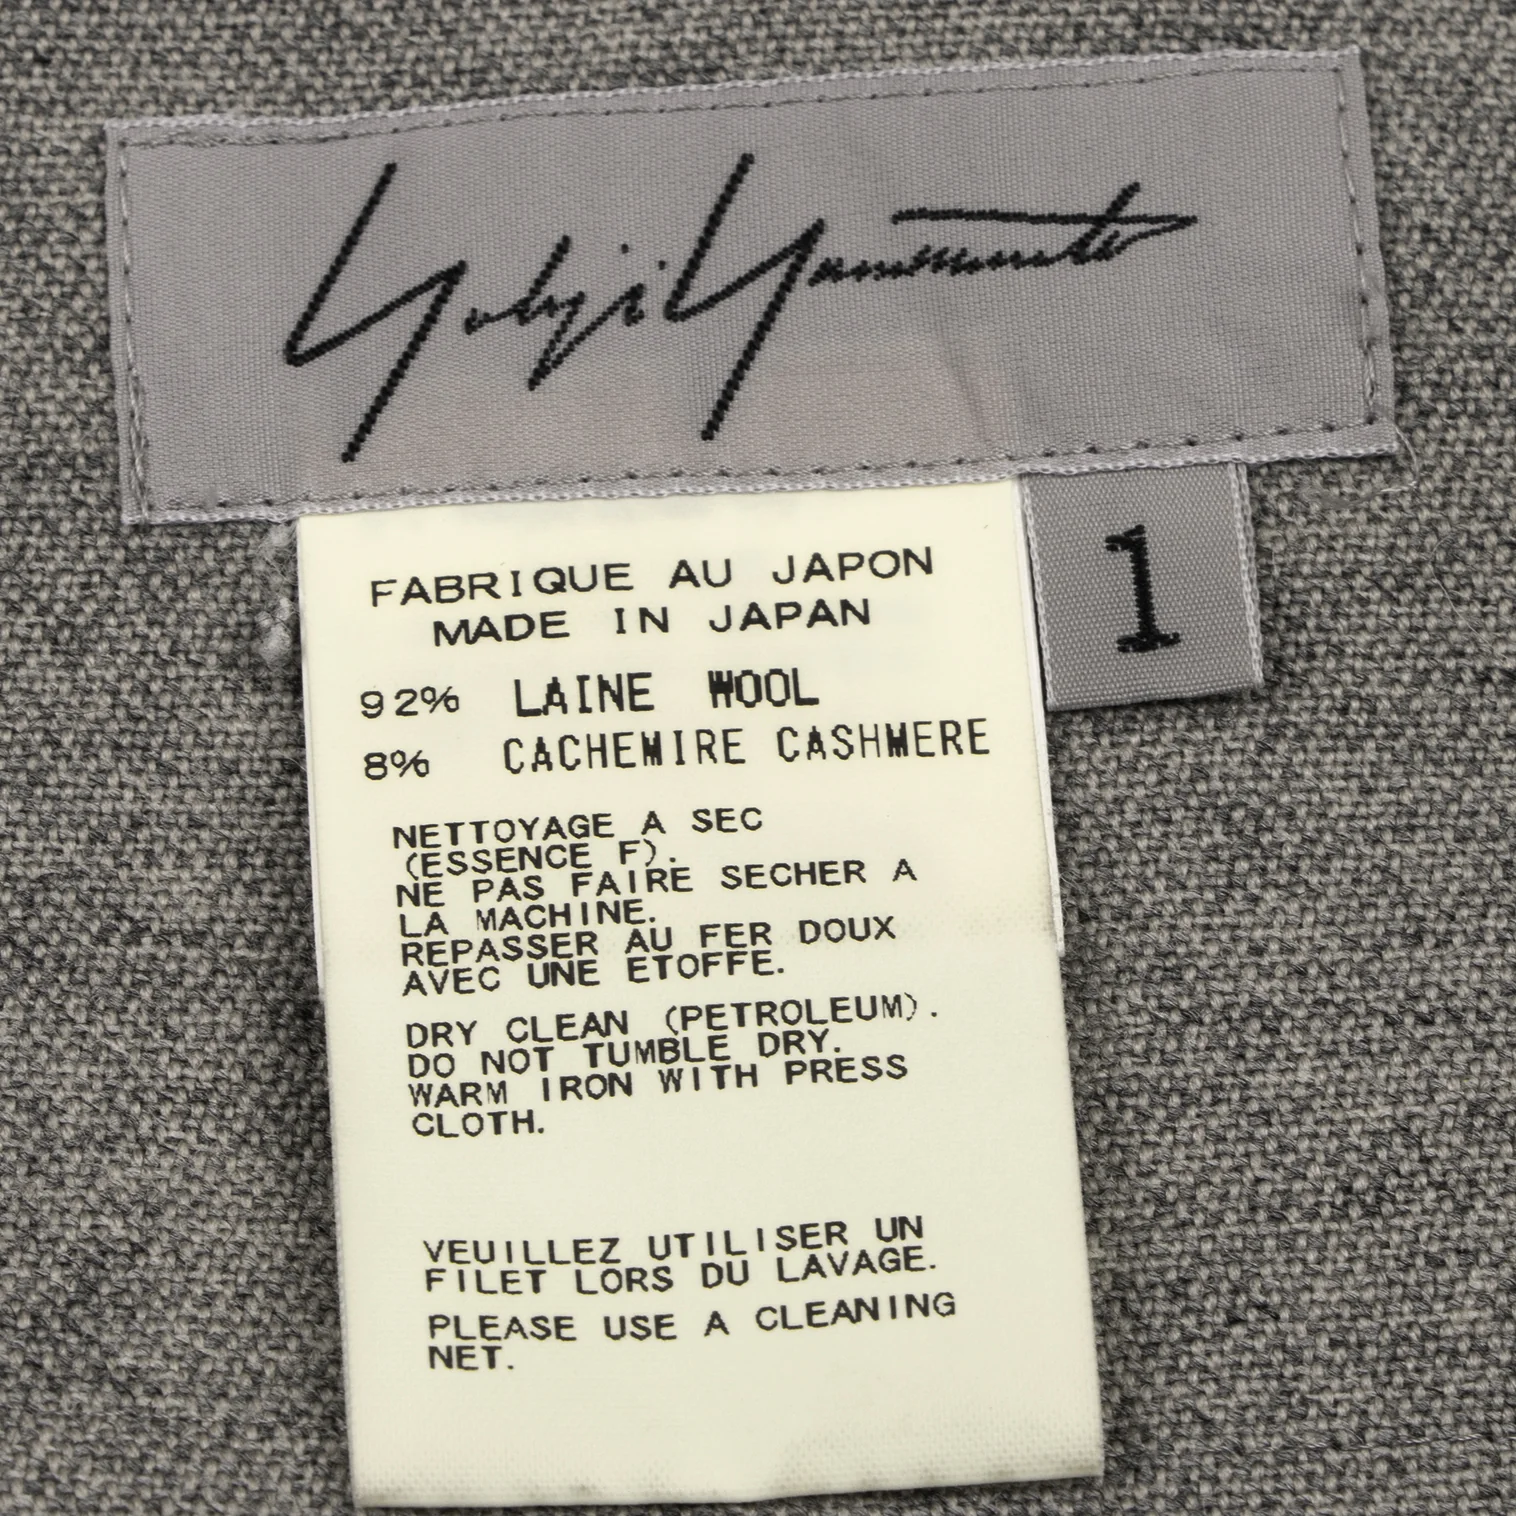 Yohji Yamamoto
1
FABRIQUE AU JAPON
MADE IN JAPAN
92% LAINE WOOL
8% CACHEMIRE CASHMERE
NETTOYAGE A SEC
(ESSENCE F).
NE PAS FAIRE SECHER A
LA MACHINE.
REPASSER AU FER DOUX
AVEC UNE ETOFFE.
DRY CLEAN (PETROLEUM).
DO NOT TUMBLE DRY.
WARM IRON WITH PRESS
CLOTH.
VEUILLEZ UTILISER UN
FILET LORS DU LAVAGE.
PLEASE USE A CLEANING
NET.